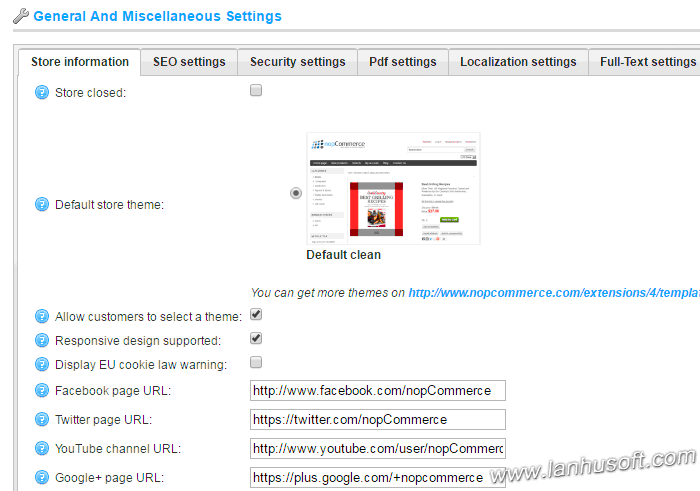 General And Miscellaneous Settings
Store information SEO settings Security settings Pdf settings Localization settings Full-Text settings
Store closed:
nopCommerce
BEST GRILLING
RECIPES
Default store theme:
Default clean
You can get more themes on http://www.nopcommerce.com/extensions/4/templa
Allow customers to select a theme:
Responsive design supported:
Display EU cookie law warning:
Facebook page URL: http://www.facebook.com/nopCommerce
Twitter page URL: https://twitter.com/nopCommerce
YouTube channel URL: http://www.youtube.com/user/nopCommerc
Google+ page URL: https://plus.google.com/+nopcommerce
www.lanhusoft.com